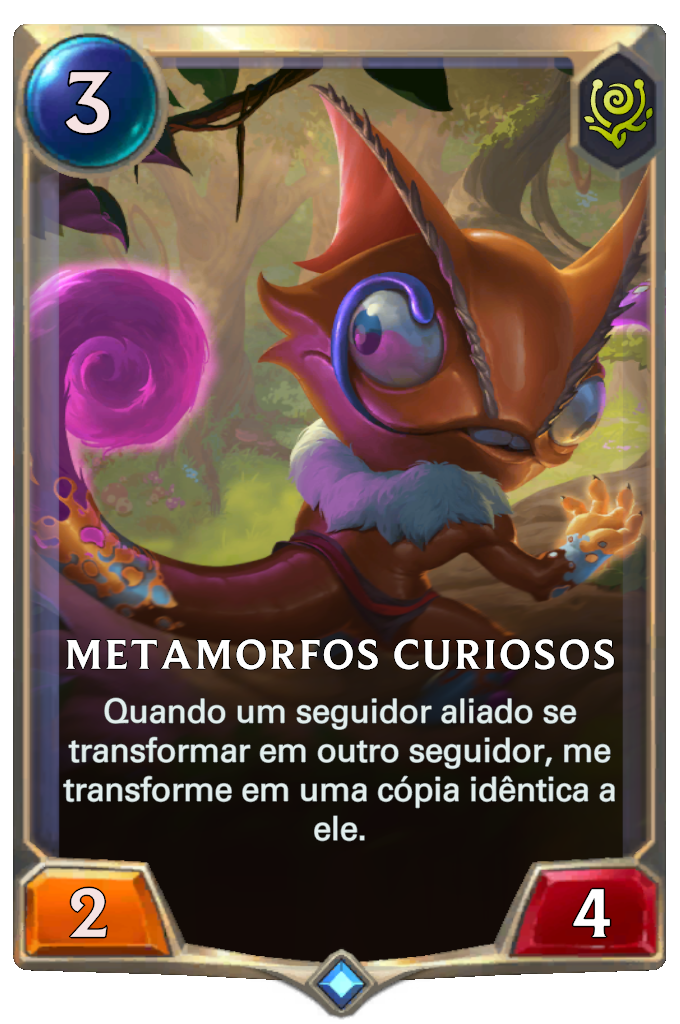 3
METAMORFOS CURIOSOS
Quando um seguidor aliado se
transformar em outro seguidor, me
transforme em uma cópia idêntica a
ele.
2
4